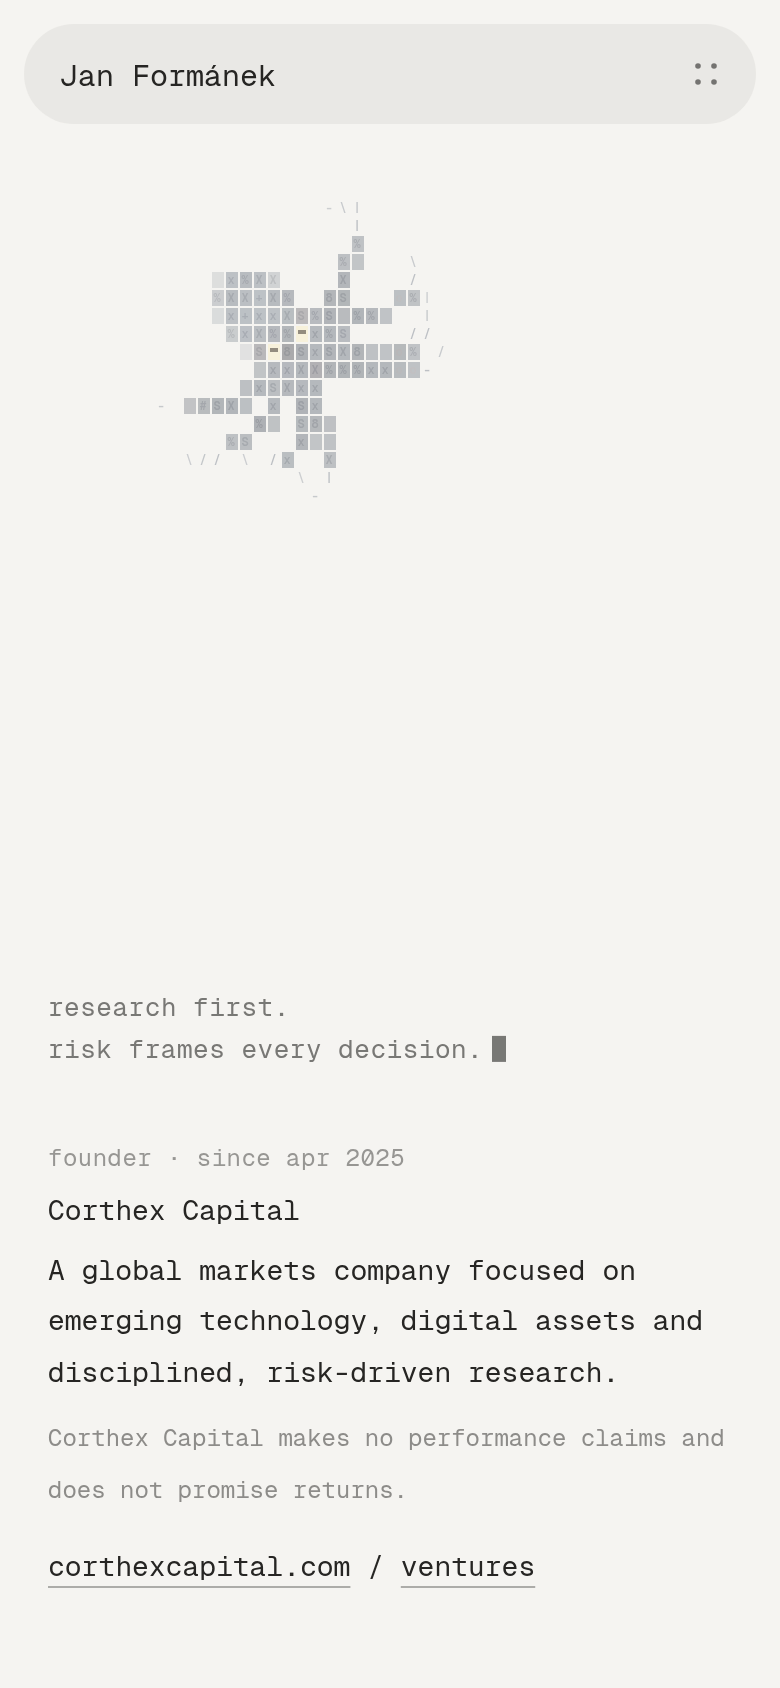 Jan Formánek
research first.
risk frames every decision.
founder · since apr 2025
Corthex Capital
A global markets company focused on
emerging technology, digital assets and
disciplined, risk-driven research.
Corthex Capital makes no performance claims and
does not promise returns.
corthexcapital.com / ventures